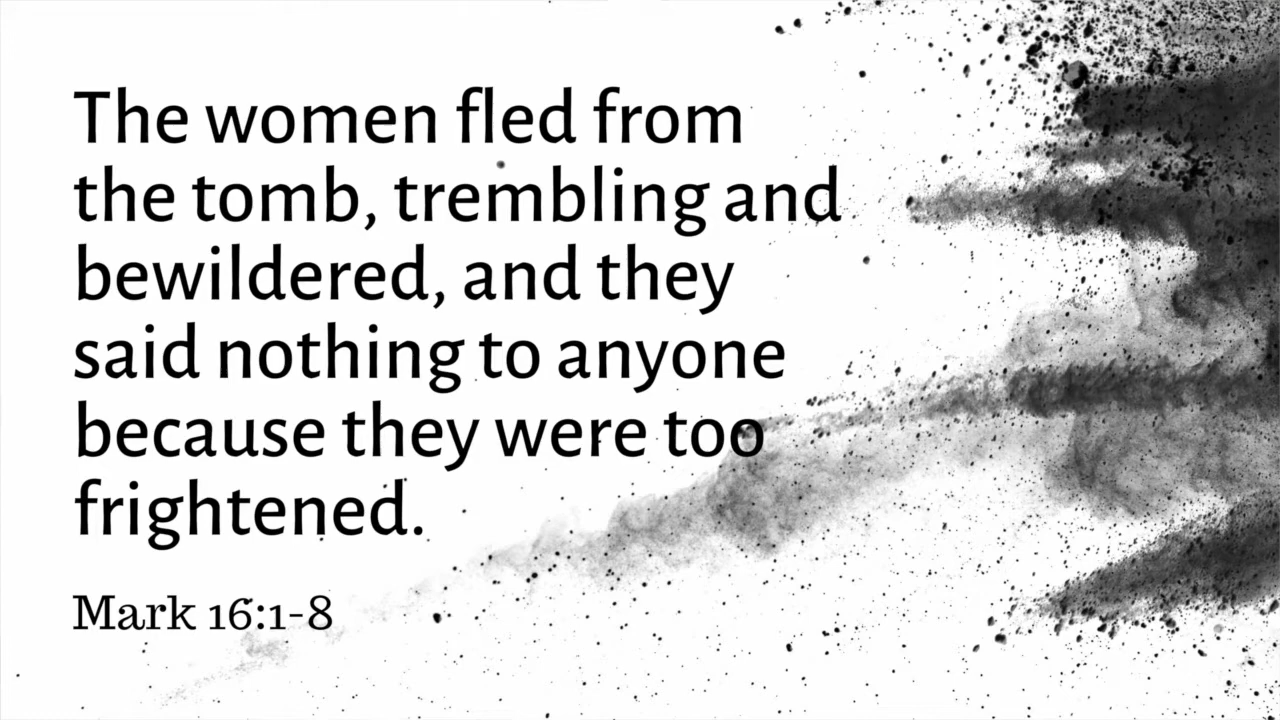 The women fled from
the tomb, trembling and
bewildered, and they
said nothing to anyone
because they were too
frightened.
Mark 16:1-8